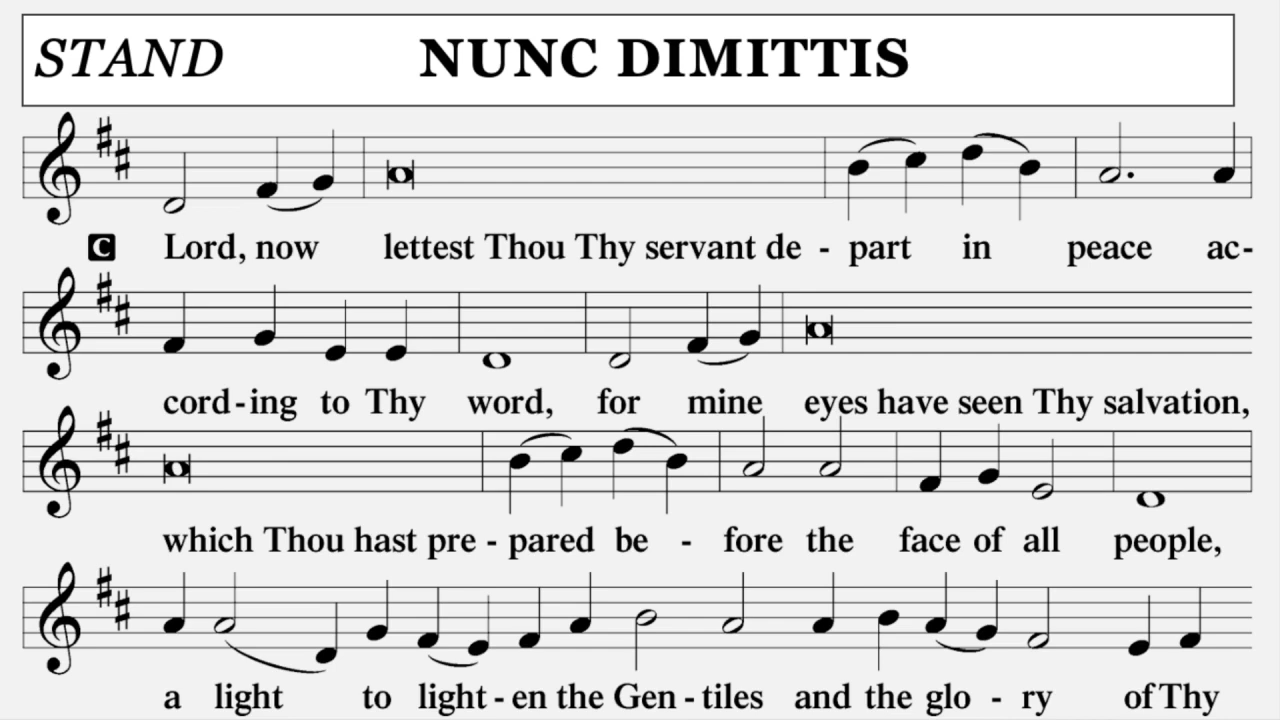 STAND NUNC DIMITTIS
C Lord, now lettest Thou Thy servant de - part in peace ac-
cord - ing to Thy word, for mine eyes have seen Thy salvation,
which Thou hast pre - pared be - fore the face of all people,
a light to light - en the Gen - tiles and the glo - ry of Thy